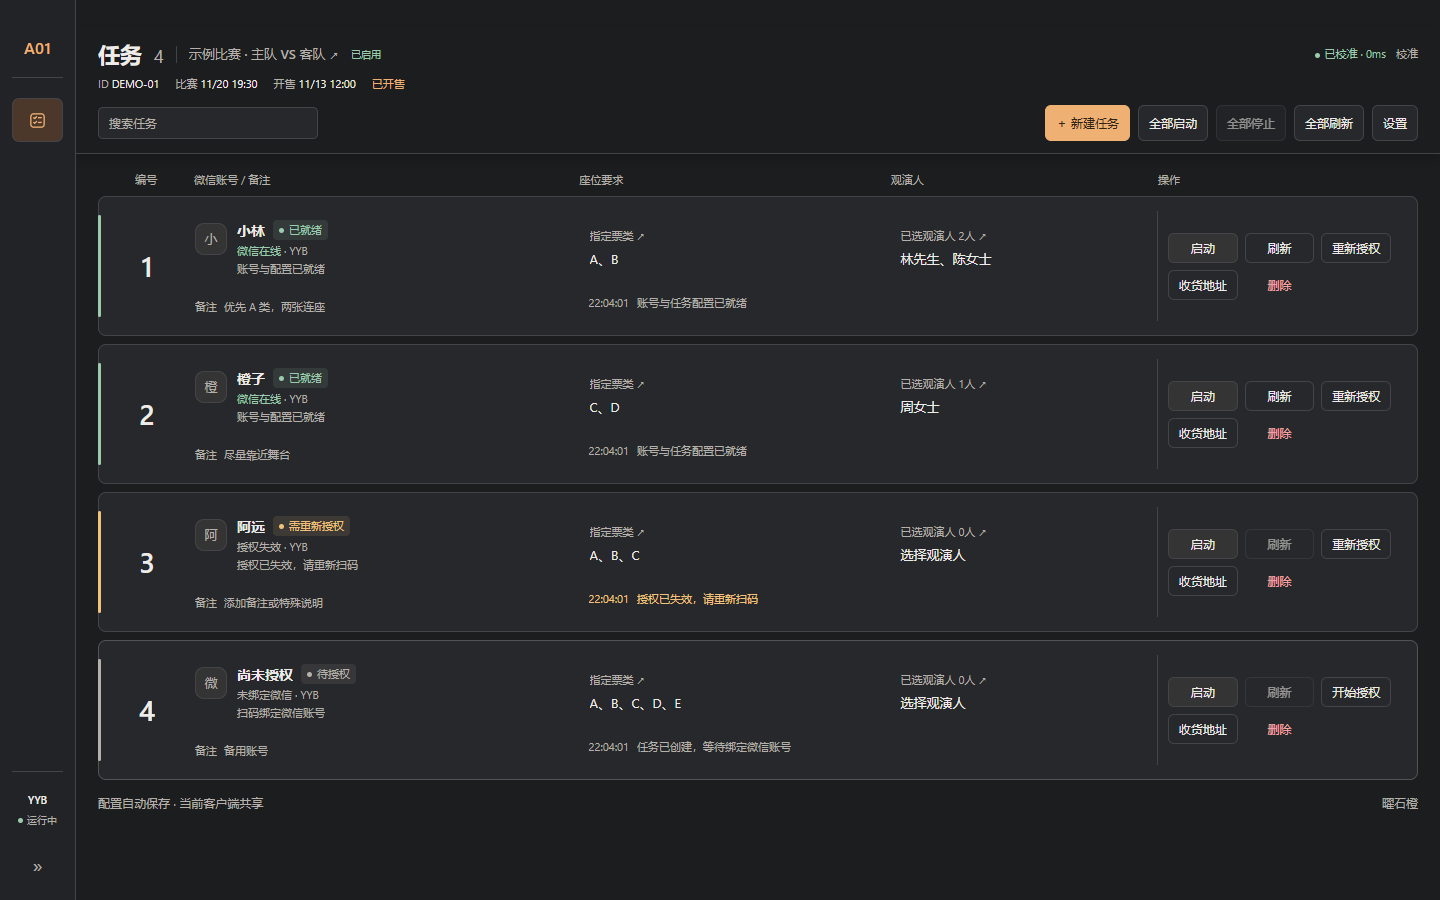 A01
任务 4 示例比赛 · 主队 VS 客队 ↗ 已启用
已校准 · 0ms 校准
ID DEMO-01 比赛 11/20 19:30 开售 11/13 12:00 已开售
搜索任务
+ 新建任务 全部启动 全部停止 全部刷新 设置
编号 微信账号 / 备注 座位要求 观演人 操作
1
小 小林 已就绪
微信在线 · YYB
账号与配置已就绪
备注 优先 A 类，两张连座
指定票类 ↗
A、B
22:04:01 账号与任务配置已就绪
已选观演人 2人 ↗
林先生、陈女士
启动 刷新 重新授权
收货地址 删除
2
橙 橙子 已就绪
微信在线 · YYB
账号与配置已就绪
备注 尽量靠近舞台
指定票类 ↗
C、D
22:04:01 账号与任务配置已就绪
已选观演人 1人 ↗
周女士
启动 刷新 重新授权
收货地址 删除
3
阿 阿远 需重新授权
授权失效 · YYB
授权已失效，请重新扫码
备注 添加备注或特殊说明
指定票类 ↗
A、B、C
22:04:01 授权已失效，请重新扫码
已选观演人 0人 ↗
选择观演人
启动 刷新 重新授权
收货地址 删除
4
微 尚未授权 待授权
未绑定微信 · YYB
扫码绑定微信账号
备注 备用账号
指定票类 ↗
A、B、C、D、E
22:04:01 任务已创建，等待绑定微信账号
已选观演人 0人 ↗
选择观演人
启动 刷新 开始授权
收货地址 删除
配置自动保存 · 当前客户端共享
曜石橙
YYB
运行中
»